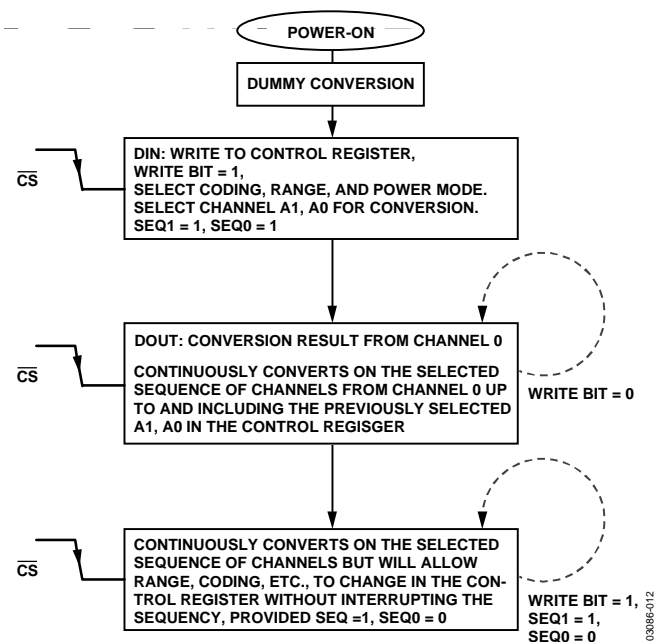 POWER-ON
DUMMY CONVERSION
CS
DIN: WRITE TO CONTROL REGISTER,
WRITE BIT = 1,
SELECT CODING, RANGE, AND POWER MODE.
SELECT CHANNEL A1, A0 FOR CONVERSION.
SEQ1 = 1, SEQ0 = 1
CS
DOUT: CONVERSION RESULT FROM CHANNEL 0
CONTINUOUSLY CONVERTS ON THE SELECTED
SEQUENCE OF CHANNELS FROM CHANNEL 0 UP
TO AND INCLUDING THE PREVIOUSLY SELECTED
A1, A0 IN THE CONTROL REGISGER
WRITE BIT = 0
CS
CONTINUOUSLY CONVERTS ON THE SELECTED
SEQUENCE OF CHANNELS BUT WILL ALLOW
RANGE, CODING, ETC., TO CHANGE IN THE CON-
TROL REGISTER WITHOUT INTERRUPTING THE
SEQUENCY, PROVIDED SEQ =1, SEQ0 = 0
WRITE BIT = 1,
SEQ1 = 1,
SEQ0 = 0
03086-012